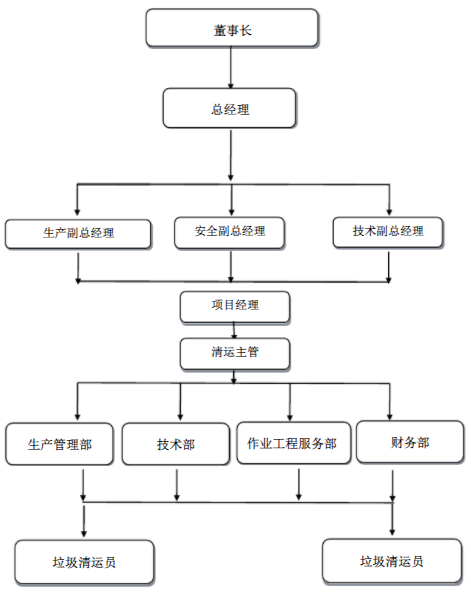 董事长
总经理
生产副总经理
安全副总经理
技术副总经理
项目经理
清运主管
生产管理部
技术部
作业工程服务部
财务部
垃圾清运员
垃圾清运员